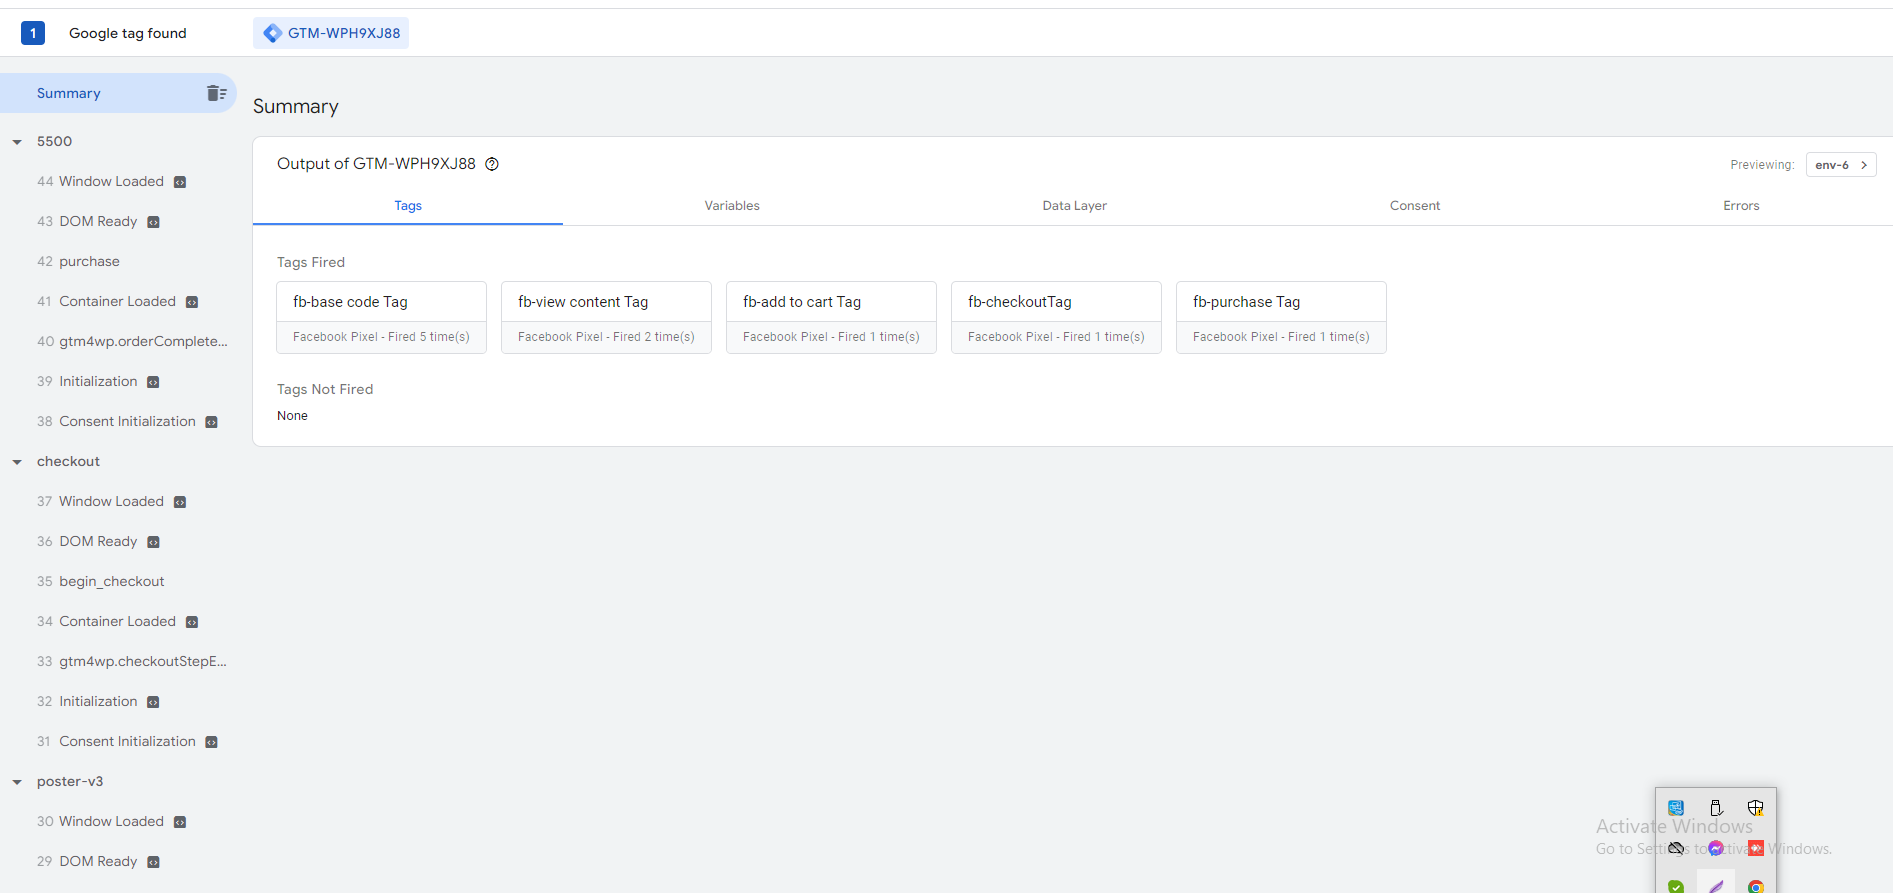 1 Google tag found GTM-WPH9XJ88
Summary
5500
44 Window Loaded
43 DOM Ready
42 purchase
41 Container Loaded
40 gtm4wp.orderComplete...
39 Initialization
38 Consent Initialization
checkout
37 Window Loaded
36 DOM Ready
35 begin_checkout
34 Container Loaded
33 gtm4wp.checkoutStepE...
32 Initialization
31 Consent Initialization
poster-v3
30 Window Loaded
29 DOM Ready
Summary
Output of GTM-WPH9XJ88
Previewing: env-6
Tags Variables Data Layer Consent Errors
Tags Fired
fb-base code Tag
Facebook Pixel - Fired 5 time(s)
fb-view content Tag
Facebook Pixel - Fired 2 time(s)
fb-add to cart Tag
Facebook Pixel - Fired 1 time(s)
fb-checkoutTag
Facebook Pixel - Fired 1 time(s)
fb-purchase Tag
Facebook Pixel - Fired 1 time(s)
Tags Not Fired
None
Activate Windows
Go to Settings to activate Windows.